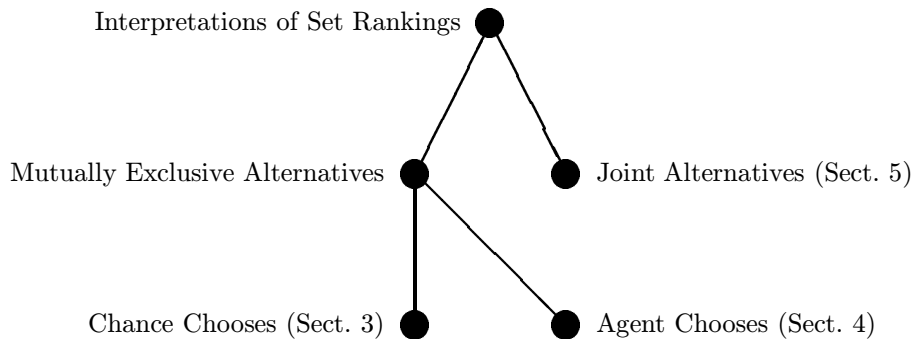 Interpretations of Set Rankings
Mutually Exclusive Alternatives
Joint Alternatives (Sect. 5)
Chance Chooses (Sect. 3)
Agent Chooses (Sect. 4)